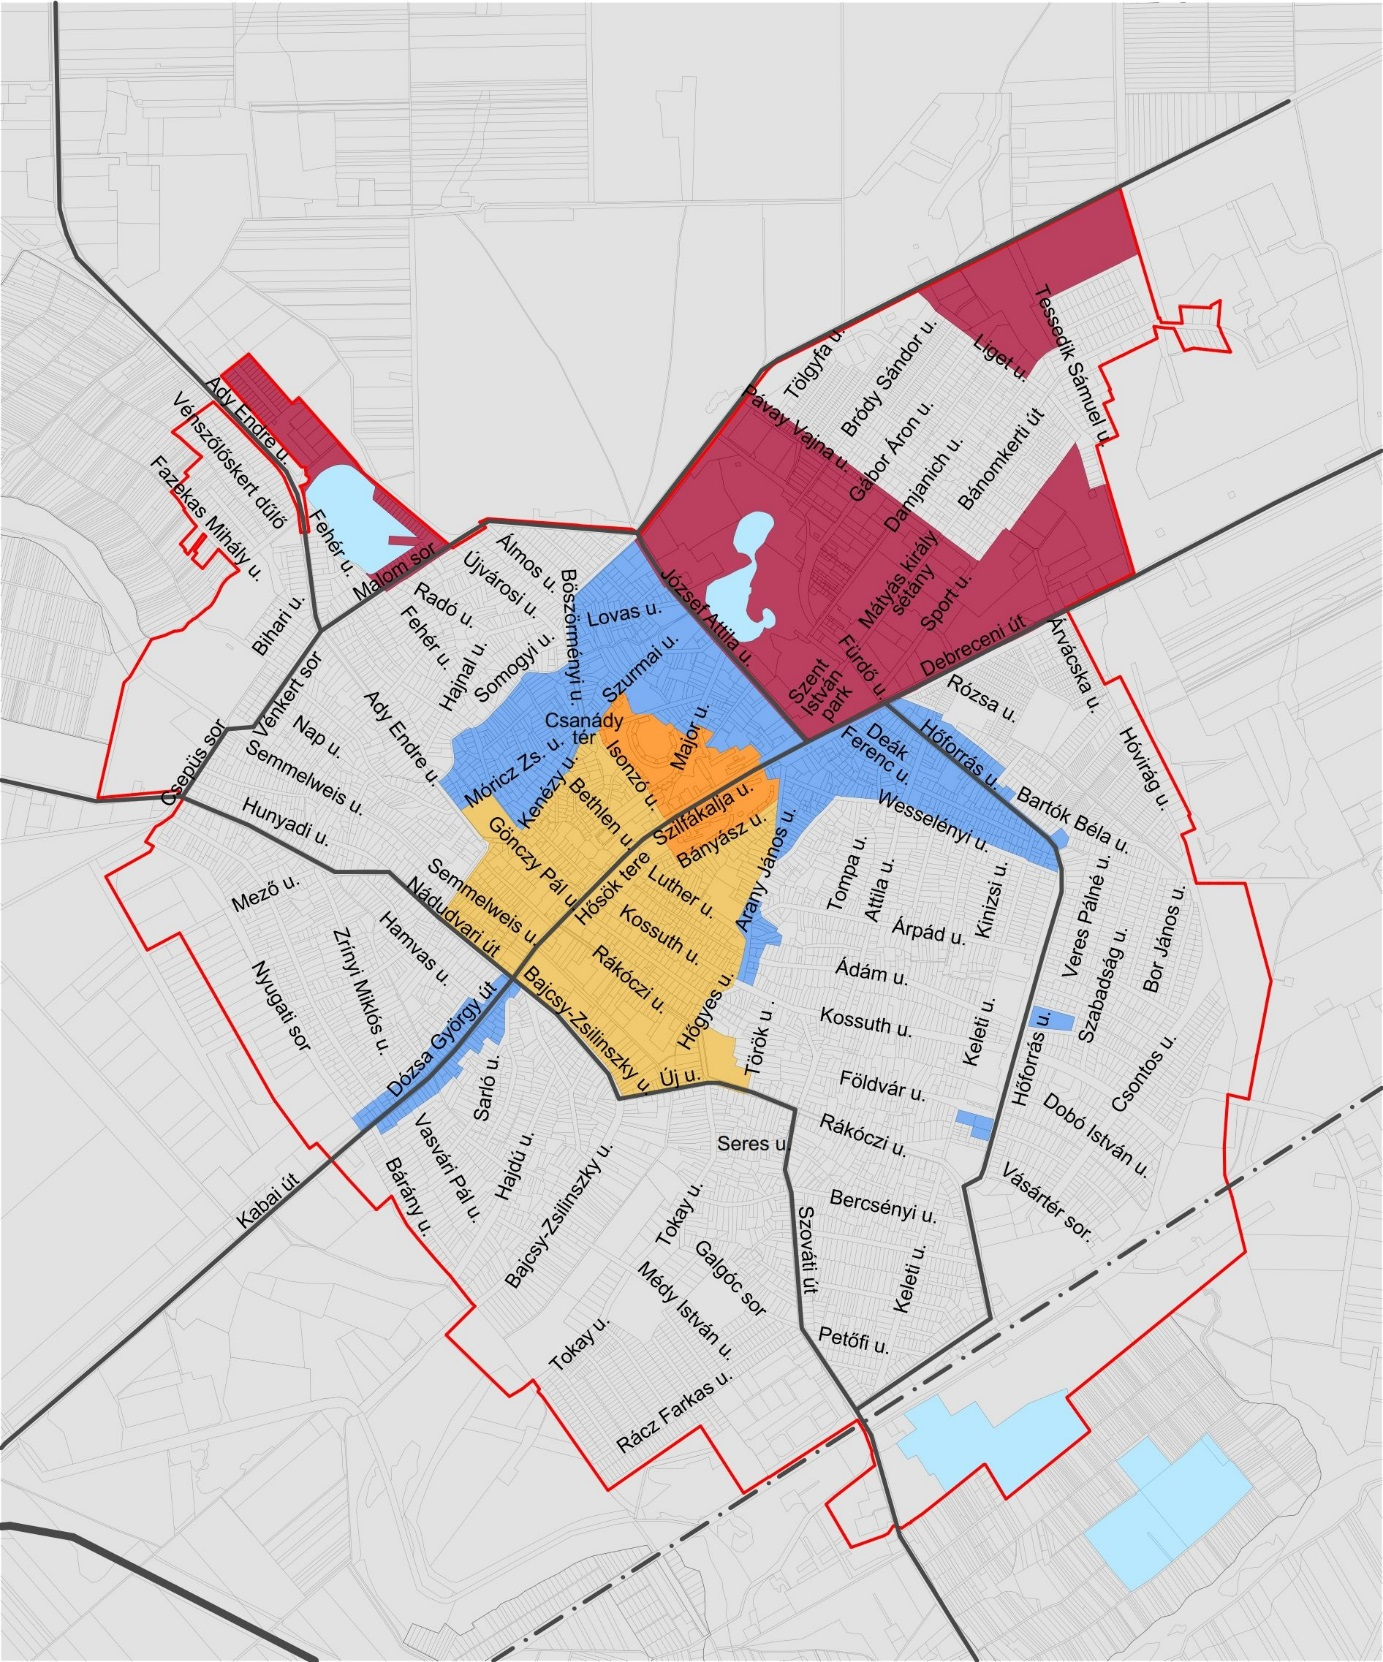 Tessedik Sámuel u.
Tölgyfa u.
Bródy Sándor u.
Liget u.
Pávay Vajna u.
Gábor Áron u.
Damjanich u.
Bánomkerti út
Ady Endre u.
Vénszőlőskert dűlő
Fazekas Mihály u.
Fehér u.
Malom sor
Bihari u.
Álmos u.
Újvárosi u.
Radó u.
Fehér u.
Hajnal u.
Somogyi u.
Böszörményi u.
Lovas u.
Szurmai u.
József Attila u.
Mátyás király
sétány
Sport u.
Fürdő u.
Szent
István
park
Debreceni út
Árvácska u.
Rózsa u.
Hővirág u.
Vénkert sor
Nap u.
Ady Endre u.
Csepüs sor
Semmelweis u.
Hunyadi u.
Csanády
tér
Major u.
Isonzó u.
Móricz Zs. u.
Kenézy u.
Bethlen u.
Szilfákalja u.
Bányász u.
Deák
Ferenc u.
Hőforrás u.
Wesselényi u.
Bartók Béla u.
Gönczy Pál u.
Hősök tere
Luther u.
Arany János u.
Tompa u.
Attila u.
Kinizsi u.
Árpád u.
Veres Pálné u.
Bor János u.
Szabadság u.
Mező u.
Semmelweis u.
Nádudvari út
Hamvas u.
Zrínyi Miklós u.
Nyugati sor
Kossuth u.
Rákóczi u.
Hőgyes u.
Török u.
Ádám u.
Kossuth u.
Keleti u.
Hőforrás u.
Csontos u.
Bajcsy-Zsilinszky u.
Új u.
Dózsa György út
Sarló u.
Földvár u.
Rákóczi u.
Dobó István u.
Vásártér sor.
Vasvári Pál u.
Bárány u.
Hajdú u.
Bajcsy-Zsilinszky u.
Seres u.
Kabai út
Tokay u.
Galgóc sor
Médy István u.
Szováti út
Bercsényi u.
Keleti u.
Petőfi u.
Tokay u.
Rácz Farkas u.